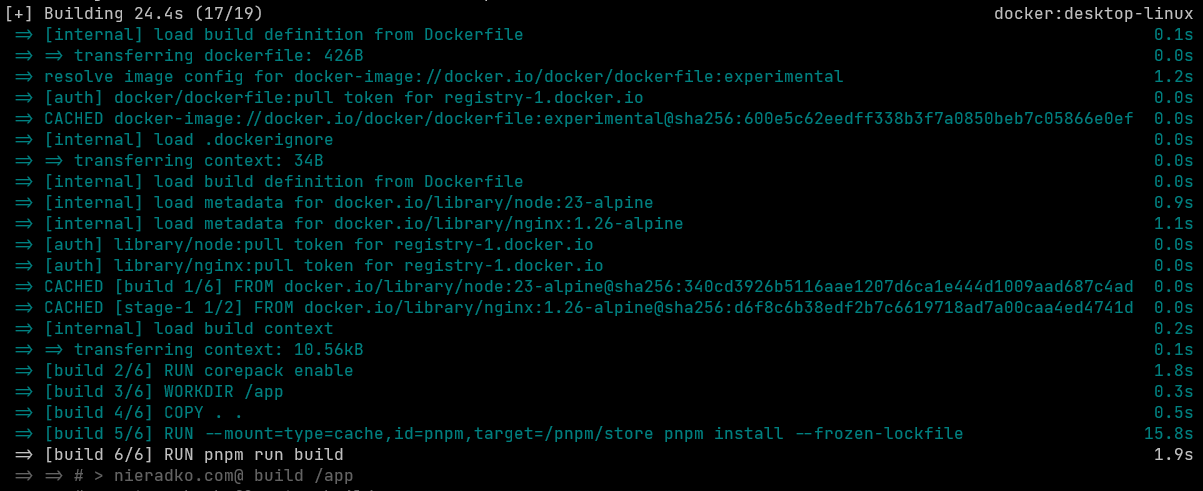 [+] Building 24.4s (17/19) docker:desktop-linux
=> [internal] load build definition from Dockerfile 0.1s
=> => transferring dockerfile: 426B 0.0s
=> resolve image config for docker-image://docker.io/docker/dockerfile:experimental 1.2s
=> [auth] docker/dockerfile:pull token for registry-1.docker.io 0.0s
=> CACHED docker-image://docker.io/docker/dockerfile:experimental@sha256:600e5c62eedff338b3f7a0850beb7c05866e0ef 0.0s
=> [internal] load .dockerignore 0.0s
=> => transferring context: 34B 0.0s
=> [internal] load build definition from Dockerfile 0.0s
=> [internal] load metadata for docker.io/library/node:23-alpine 0.9s
=> [internal] load metadata for docker.io/library/nginx:1.26-alpine 1.1s
=> [auth] library/node:pull token for registry-1.docker.io 0.0s
=> [auth] library/nginx:pull token for registry-1.docker.io 0.0s
=> CACHED [build 1/6] FROM docker.io/library/node:23-alpine@sha256:340cd3926b5116aae1207d6ca1e444d1009aad687c4ad 0.0s
=> CACHED [stage-1 1/2] FROM docker.io/library/nginx:1.26-alpine@sha256:d6f8c6b38edf2b7c6619718ad7a00caa4ed4741d 0.0s
=> [internal] load build context 0.2s
=> => transferring context: 10.56kB 0.1s
=> [build 2/6] RUN corepack enable 1.8s
=> [build 3/6] WORKDIR /app 0.3s
=> [build 4/6] COPY . . 0.5s
=> [build 5/6] RUN --mount=type=cache,id=pnpm,target=/pnpm/store pnpm install --frozen-lockfile 15.8s
=> [build 6/6] RUN pnpm run build 1.9s
=> => # > nieradko.com@ build /app